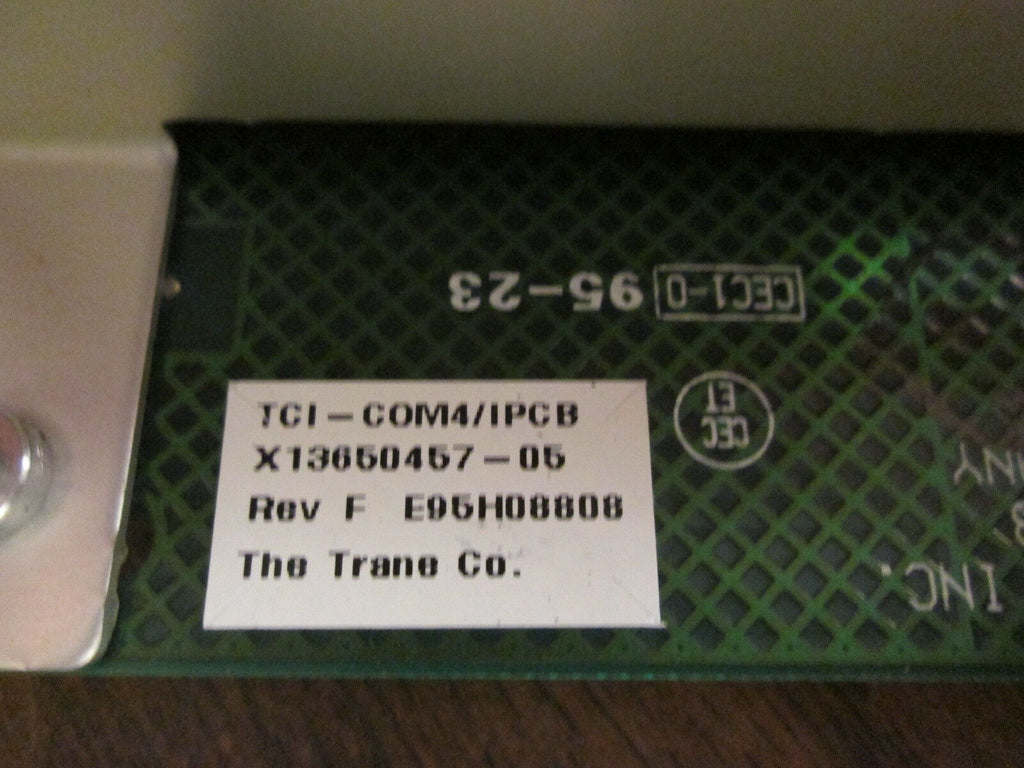 CEC1-0 95-23
CEC
ET
TCI-COM4/IPCB
X13650457-05
Rev F E95H08808
The Trane Co.
INC.